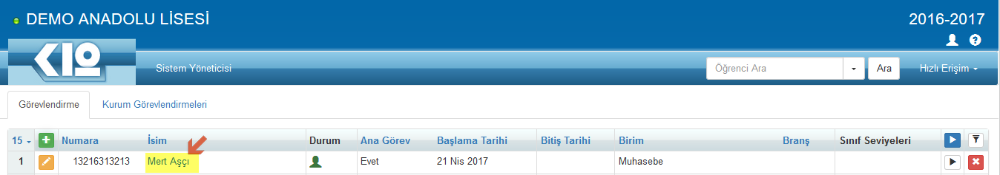 DEMO ANADOLU LİSESİ
2016-2017
K12
Sistem Yöneticisi
Öğrenci Ara
Ara
Hızlı Erişim
Görevlendirme
Kurum Görevlendirmeleri
15 Numara İsim Durum Ana Görev Başlama Tarihi Bitiş Tarihi Birim Branş Sınıf Seviyeleri
1 13216313213 Mert Aşçı Evet 21 Nis 2017 Muhasebe